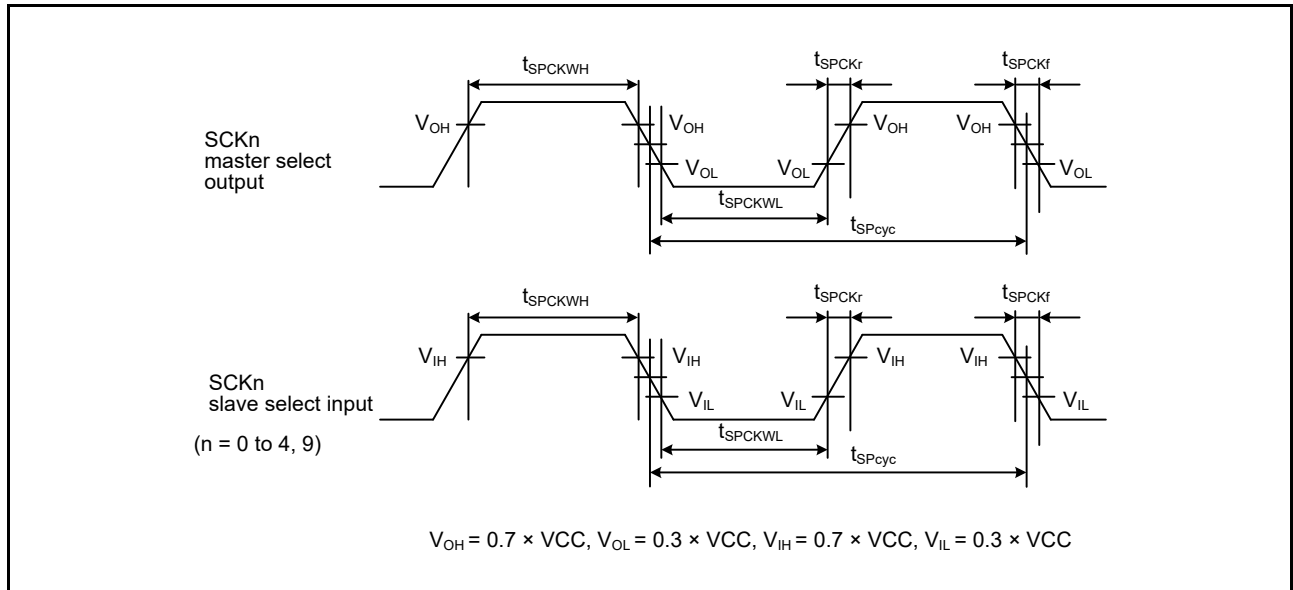 tSPCKWH
tSPCKr
tSPCKf
VOH
VOH
VOH
VOH
SCKn
master select
output
VOL
VOL
VOL
tSPCKWL
tSPcyc
tSPCKWH
tSPCKr
tSPCKf
VIH
VIH
VIH
VIH
SCKn
slave select input
VIL
VIL
VIL
(n = 0 to 4, 9)
tSPCKWL
tSPcyc
VOH = 0.7 × VCC, VOL = 0.3 × VCC, VIH = 0.7 × VCC, VIL = 0.3 × VCC